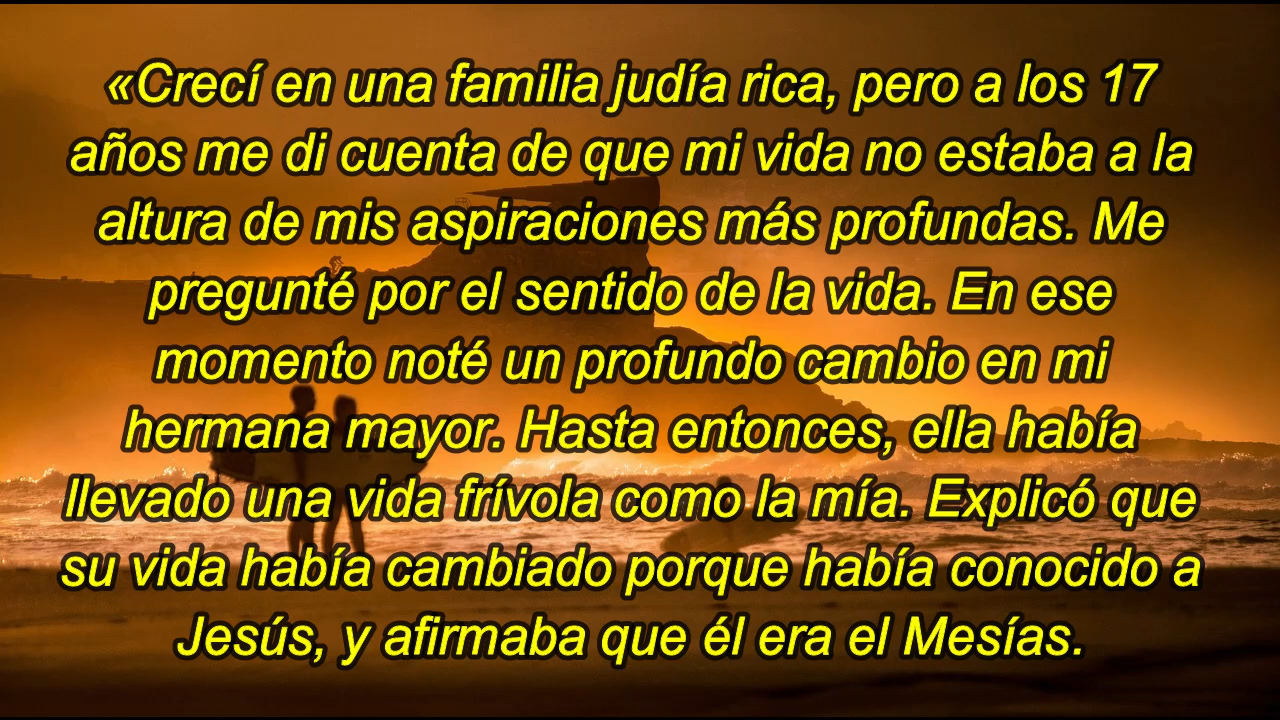 «Crecí en una familia judía rica, pero a los 17
años me di cuenta de que mi vida no estaba a la
altura de mis aspiraciones más profundas. Me
pregunté por el sentido de la vida. En ese
momento noté un profundo cambio en mi
hermana mayor. Hasta entonces, ella había
llevado una vida frívola como la mía. Explicó que
su vida había cambiado porque había conocido a
Jesús, y afirmaba que él era el Mesías.